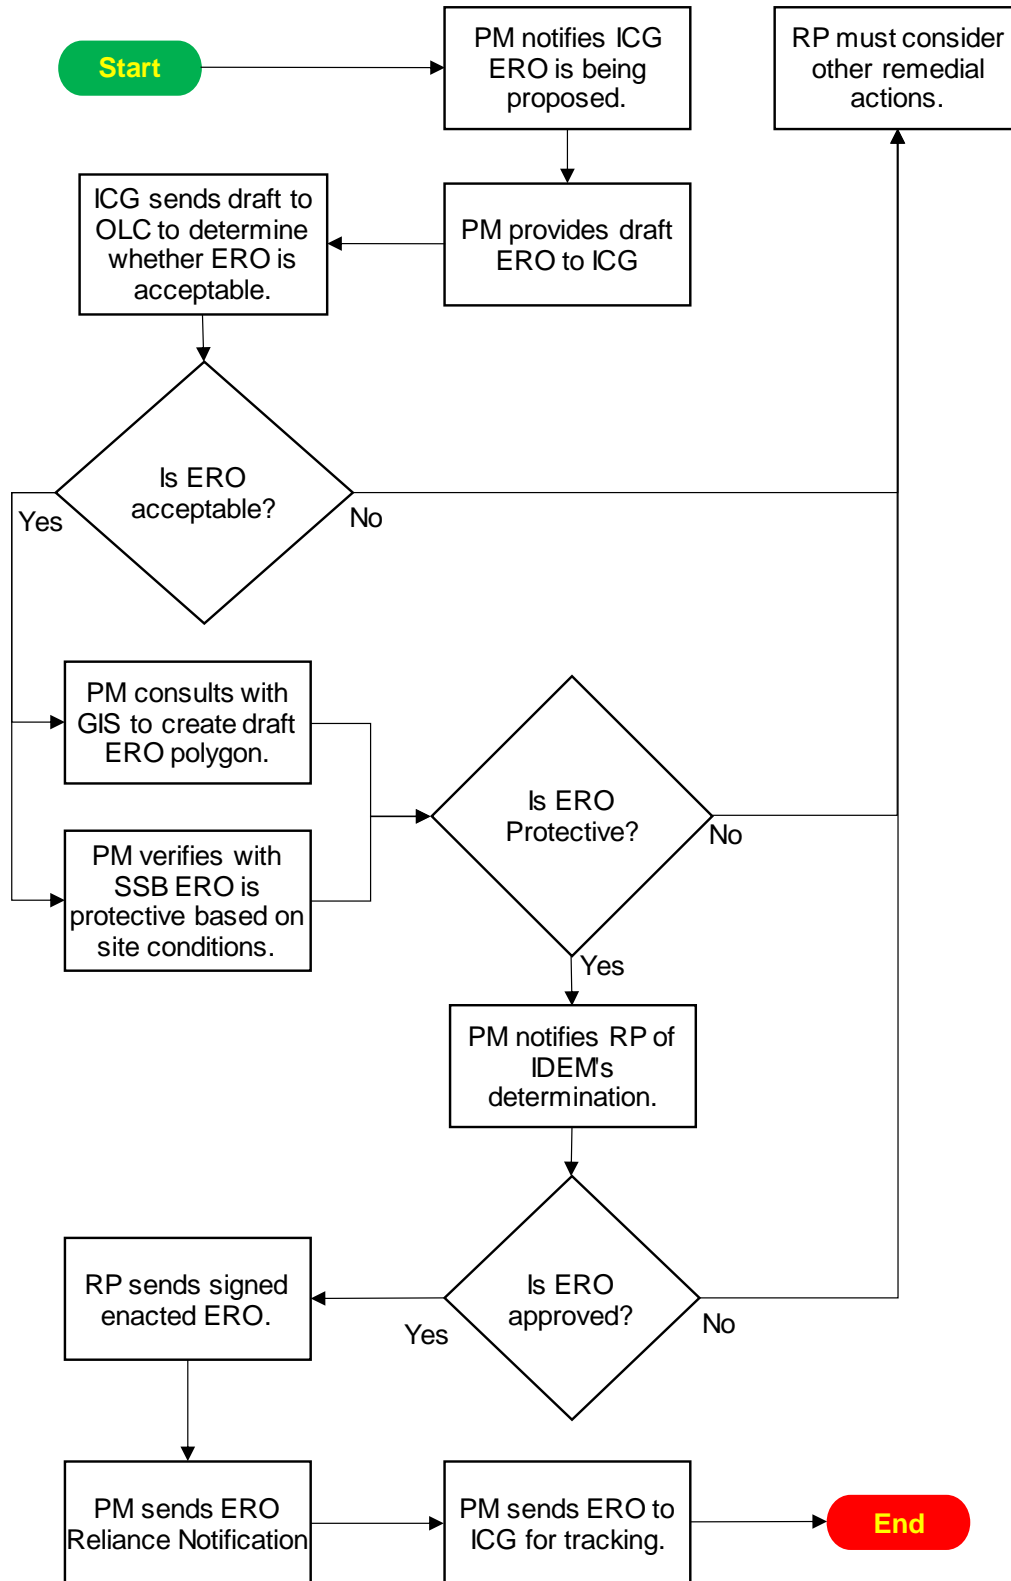 Start
PM notifies ICG
ERO is being
proposed.
RP must consider
other remedial
actions.
ICG sends draft to
OLC to determine
whether ERO is
acceptable.
PM provides draft
ERO to ICG
Is ERO
acceptable?
Yes
No
PM consults with
GIS to create draft
ERO polygon.
PM verifies with
SSB ERO is
protective based on
site conditions.
Is ERO
Protective?
No
Yes
PM notifies RP of
IDEM's
determination.
RP sends signed
enacted ERO.
Is ERO
approved?
Yes
No
PM sends ERO
Reliance Notification
PM sends ERO to
ICG for tracking.
End